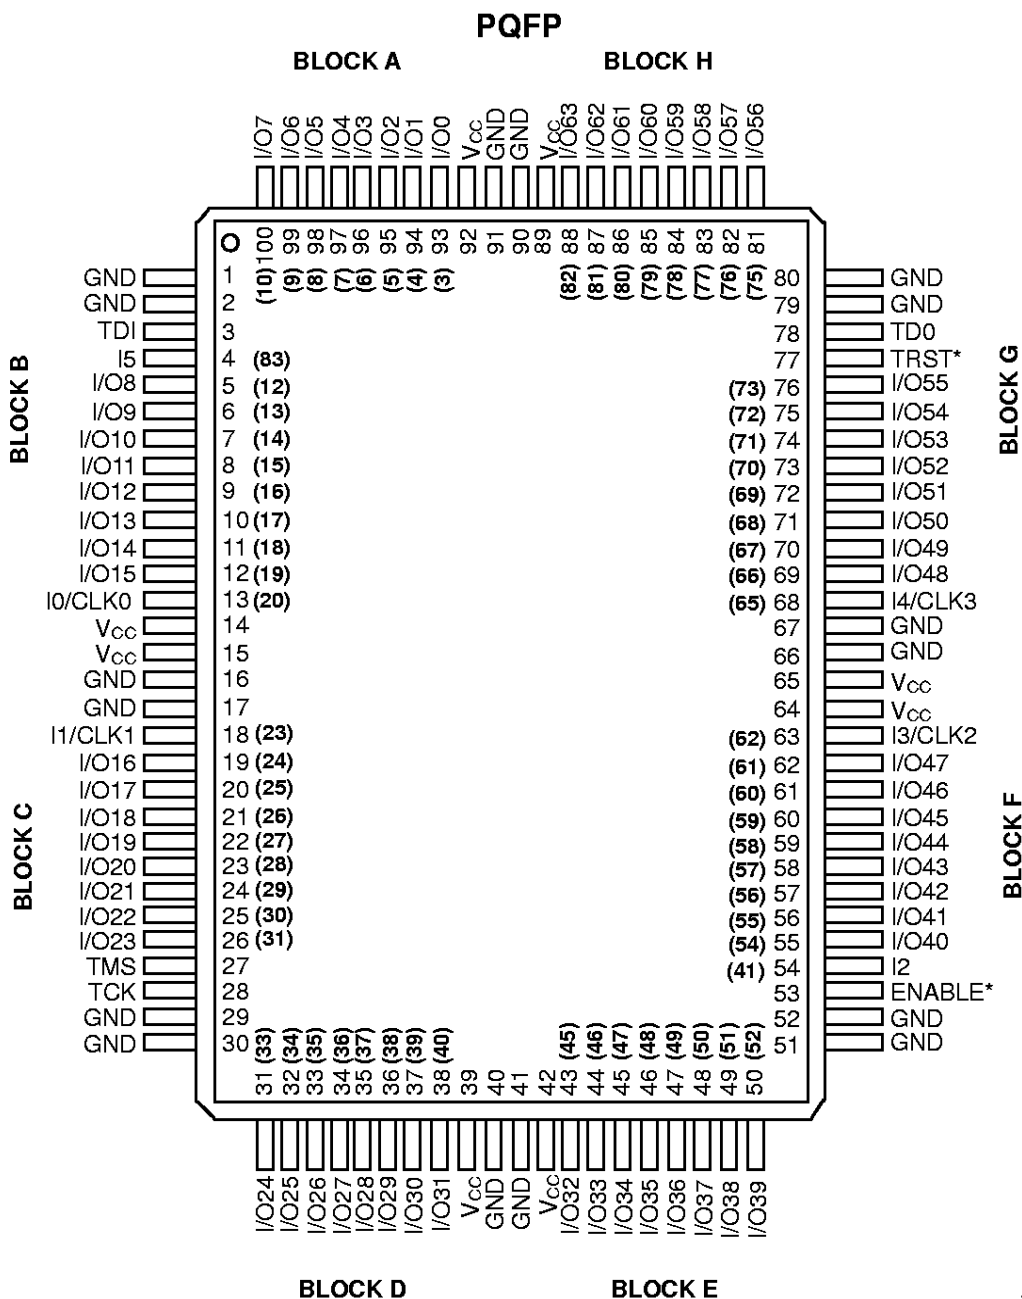 PQFP
BLOCK A
BLOCK H
I/O7 I/O6 I/O5 I/O4 I/O3 I/O2 I/O1 I/O0 VCC GND GND VCC I/O63 I/O62 I/O61 I/O60 I/O59 I/O58 I/O57 I/O56
100 99 98 97 96 95 94 93 92 91 90 89 88 87 86 85 84 83 82 81
(10) (9) (8) (7) (6) (5) (4) (3) (82) (81) (80) (79) (78) (77) (76) (75)
BLOCK B
BLOCK G
GND 1 80 GND
GND 2 79 GND
TDI 3 78 TD0
I5 4 (83) 77 TRST*
I/O8 5 (12) (73) 76 I/O55
I/O9 6 (13) (72) 75 I/O54
I/O10 7 (14) (71) 74 I/O53
I/O11 8 (15) (70) 73 I/O52
I/O12 9 (16) (69) 72 I/O51
I/O13 10 (17) (68) 71 I/O50
I/O14 11 (18) (67) 70 I/O49
I/O15 12 (19) (66) 69 I/O48
I0/CLK0 13 (20) (65) 68 I4/CLK3
VCC 14 67 GND
VCC 15 66 GND
GND 16 65 VCC
GND 17 64 VCC
I1/CLK1 18 (23) (62) 63 I3/CLK2
BLOCK C
BLOCK F
I/O16 19 (24) (61) 62 I/O47
I/O17 20 (25) (60) 61 I/O46
I/O18 21 (26) (59) 60 I/O45
I/O19 22 (27) (58) 59 I/O44
I/O20 23 (28) (57) 58 I/O43
I/O21 24 (29) (56) 57 I/O42
I/O22 25 (30) (55) 56 I/O41
I/O23 26 (31) (54) 55 I/O40
TMS 27 (41) 54 I2
TCK 28 53 ENABLE*
GND 29 52 GND
GND 30 51 GND
(33) (34) (35) (36) (37) (38) (39) (40) (45) (46) (47) (48) (49) (50) (51) (52)
31 32 33 34 35 36 37 38 39 40 41 42 43 44 45 46 47 48 49 50
I/O24 I/O25 I/O26 I/O27 I/O28 I/O29 I/O30 I/O31 VCC GND GND VCC I/O32 I/O33 I/O34 I/O35 I/O36 I/O37 I/O38 I/O39
BLOCK D
BLOCK E